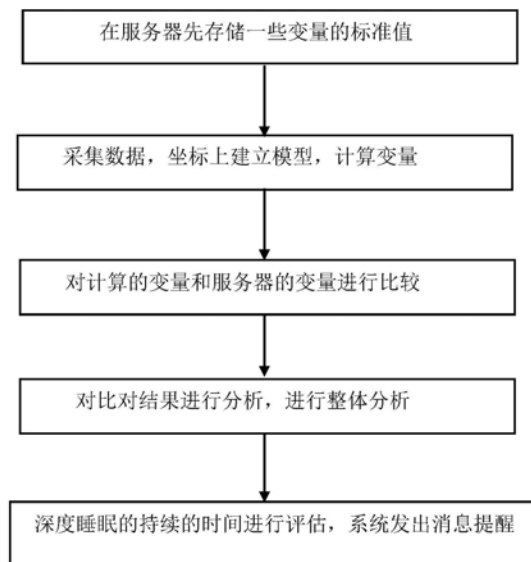 在服务器先存储一些变量的标准值
采集数据，坐标上建立模型，计算变量
对计算的变量和服务器的变量进行比较
对比对结果进行分析，进行整体分析
深度睡眠的持续的时间进行评估，系统发出消息提醒